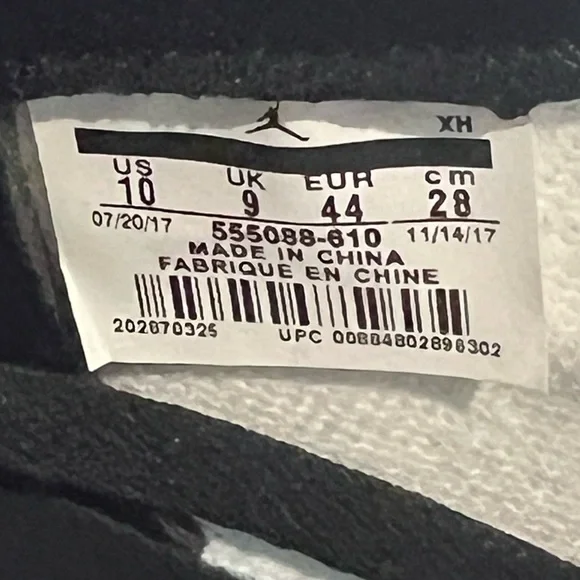 XH
US UK EUR cm
10 9 44 28
07/20/17 555088-610 11/14/17
MADE IN CHINA
FABRIQUE EN CHINE
202870325 UPC 00884802898302